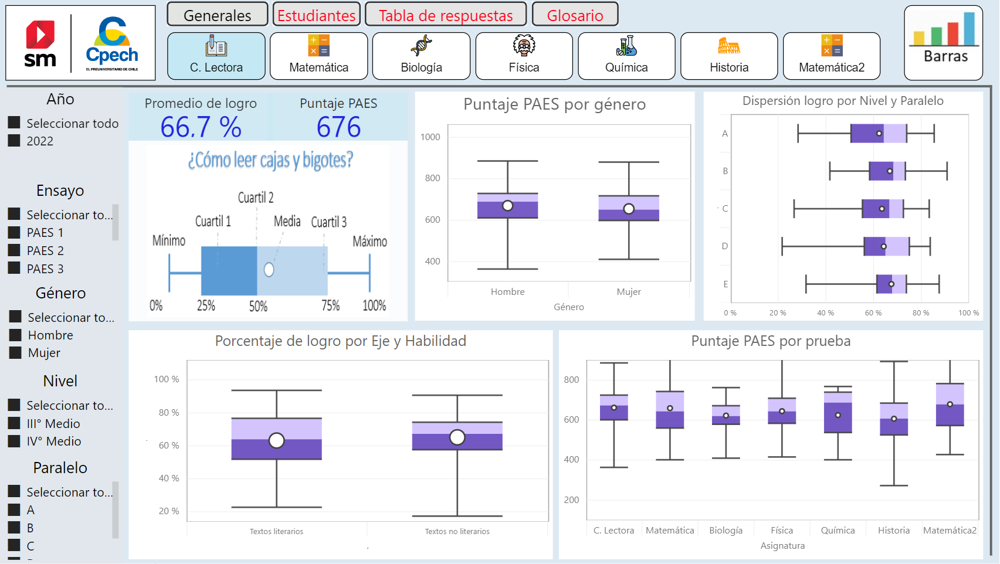 sm
Cpech
EL PREUNIVERSITARIO DE CHILE
Generales
Estudiantes
Tabla de respuestas
Glosario
C. Lectora
Matemática
Biología
Física
Química
Historia
Matemática2
Barras
Año
Seleccionar todo
2022
Ensayo
Seleccionar to...
PAES 1
PAES 2
PAES 3
Género
Seleccionar to...
Hombre
Mujer
Nivel
Seleccionar to...
III° Medio
IV° Medio
Paralelo
Seleccionar to...
A
B
C
Promedio de logro
66.7 %
Puntaje PAES
676
¿Cómo leer cajas y bigotes?
Cuartil 2
Cuartil 1
Media
Cuartil 3
Mínimo
Máximo
0%
25%
50%
75%
100%
Puntaje PAES por género
1000
800
600
400
Hombre
Mujer
Género
Dispersión logro por Nivel y Paralelo
A
B
C
D
E
0 %
20 %
40 %
60 %
80 %
100 %
Porcentaje de logro por Eje y Habilidad
100 %
80 %
60 %
40 %
20 %
Textos literarios
Textos no literarios
Puntaje PAES por prueba
800
600
400
200
C. Lectora
Matemática
Biología
Física
Química
Historia
Matemática2
Asignatura